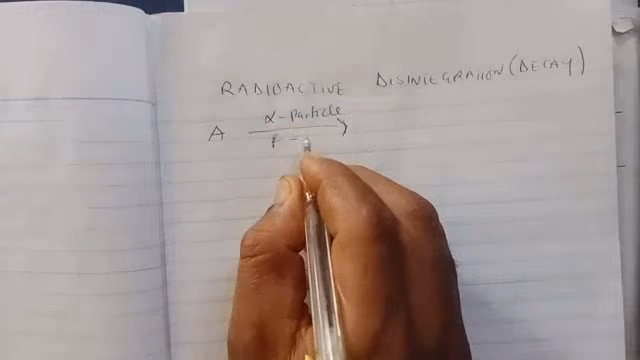 RADIOACTIVE DISINTEGRATION (DECAY)
α-Particle
A
β -